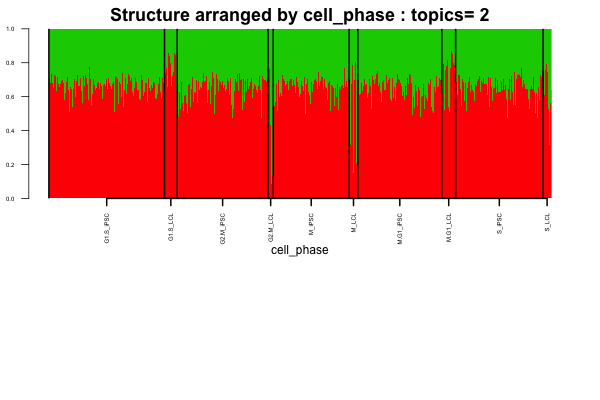 Structure arranged by cell_phase : topics= 2
1.0
0.8
0.6
0.4
0.2
0.0
G1.S_iPSC
G1.S_LCL
G2.M_iPSC
G2.M_LCL
M_iPSC
M_LCL
M.G1_iPSC
M.G1_LCL
S_iPSC
S_LCL
cell_phase